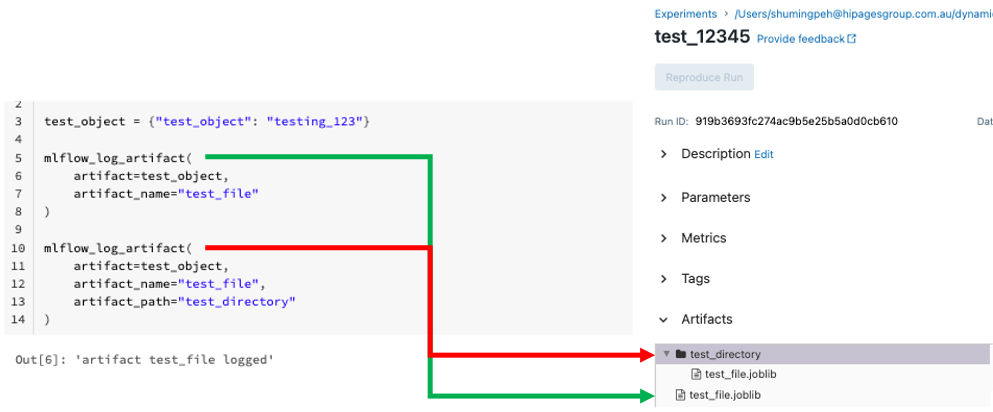 2
3 test_object = {"test_object": "testing_123"}
4
5 mlflow_log_artifact(
6 artifact=test_object,
7 artifact_name="test_file"
8 )
9
10 mlflow_log_artifact(
11 artifact=test_object,
12 artifact_name="test_file",
13 artifact_path="test_directory"
14 )
Out[6]: 'artifact test_file logged'
Experiments › /Users/shumingpeh@hipagesgroup.com.au/dynamic
test_12345 Provide feedback
Reproduce Run
Run ID: 919b3693fc274ac9b5e25b5a0d0cb610 Dat
Description Edit
Parameters
Metrics
Tags
Artifacts
test_directory
test_file.joblib
test_file.joblib